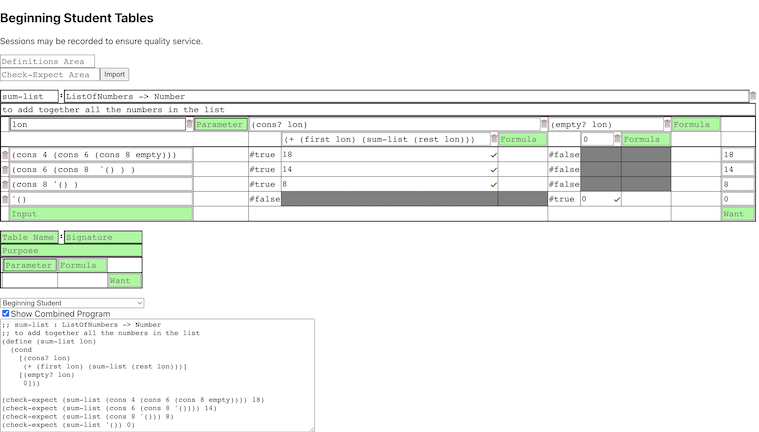 Beginning Student Tables
Sessions may be recorded to ensure quality service.
Definitions Area
Check-Expect Area Import
sum-list : ListOfNumbers -> Number
to add together all the numbers in the list
lon Parameter (cons? lon) (empty? lon) Formula
(+ (first lon) (sum-list (rest lon))) Formula 0 Formula
(cons 4 (cons 6 (cons 8 empty))) #true 18 #false 18
(cons 6 (cons 8 '() ) ) #true 14 #false 14
(cons 8 '() ) #true 8 #false 8
'() #false #true 0 0
Input Want
Table Name : Signature
Purpose
Parameter Formula
Want
Beginning Student
Show Combined Program
;; sum-list : ListOfNumbers -> Number
;; to add together all the numbers in the list
(define (sum-list lon)
(cond
[(cons? lon)
(+ (first lon) (sum-list (rest lon)))]
[(empty? lon)
0]))
(check-expect (sum-list (cons 4 (cons 6 (cons 8 empty)))) 18)
(check-expect (sum-list (cons 6 (cons 8 '()))) 14)
(check-expect (sum-list (cons 8 '())) 8)
(check-expect (sum-list '()) 0)